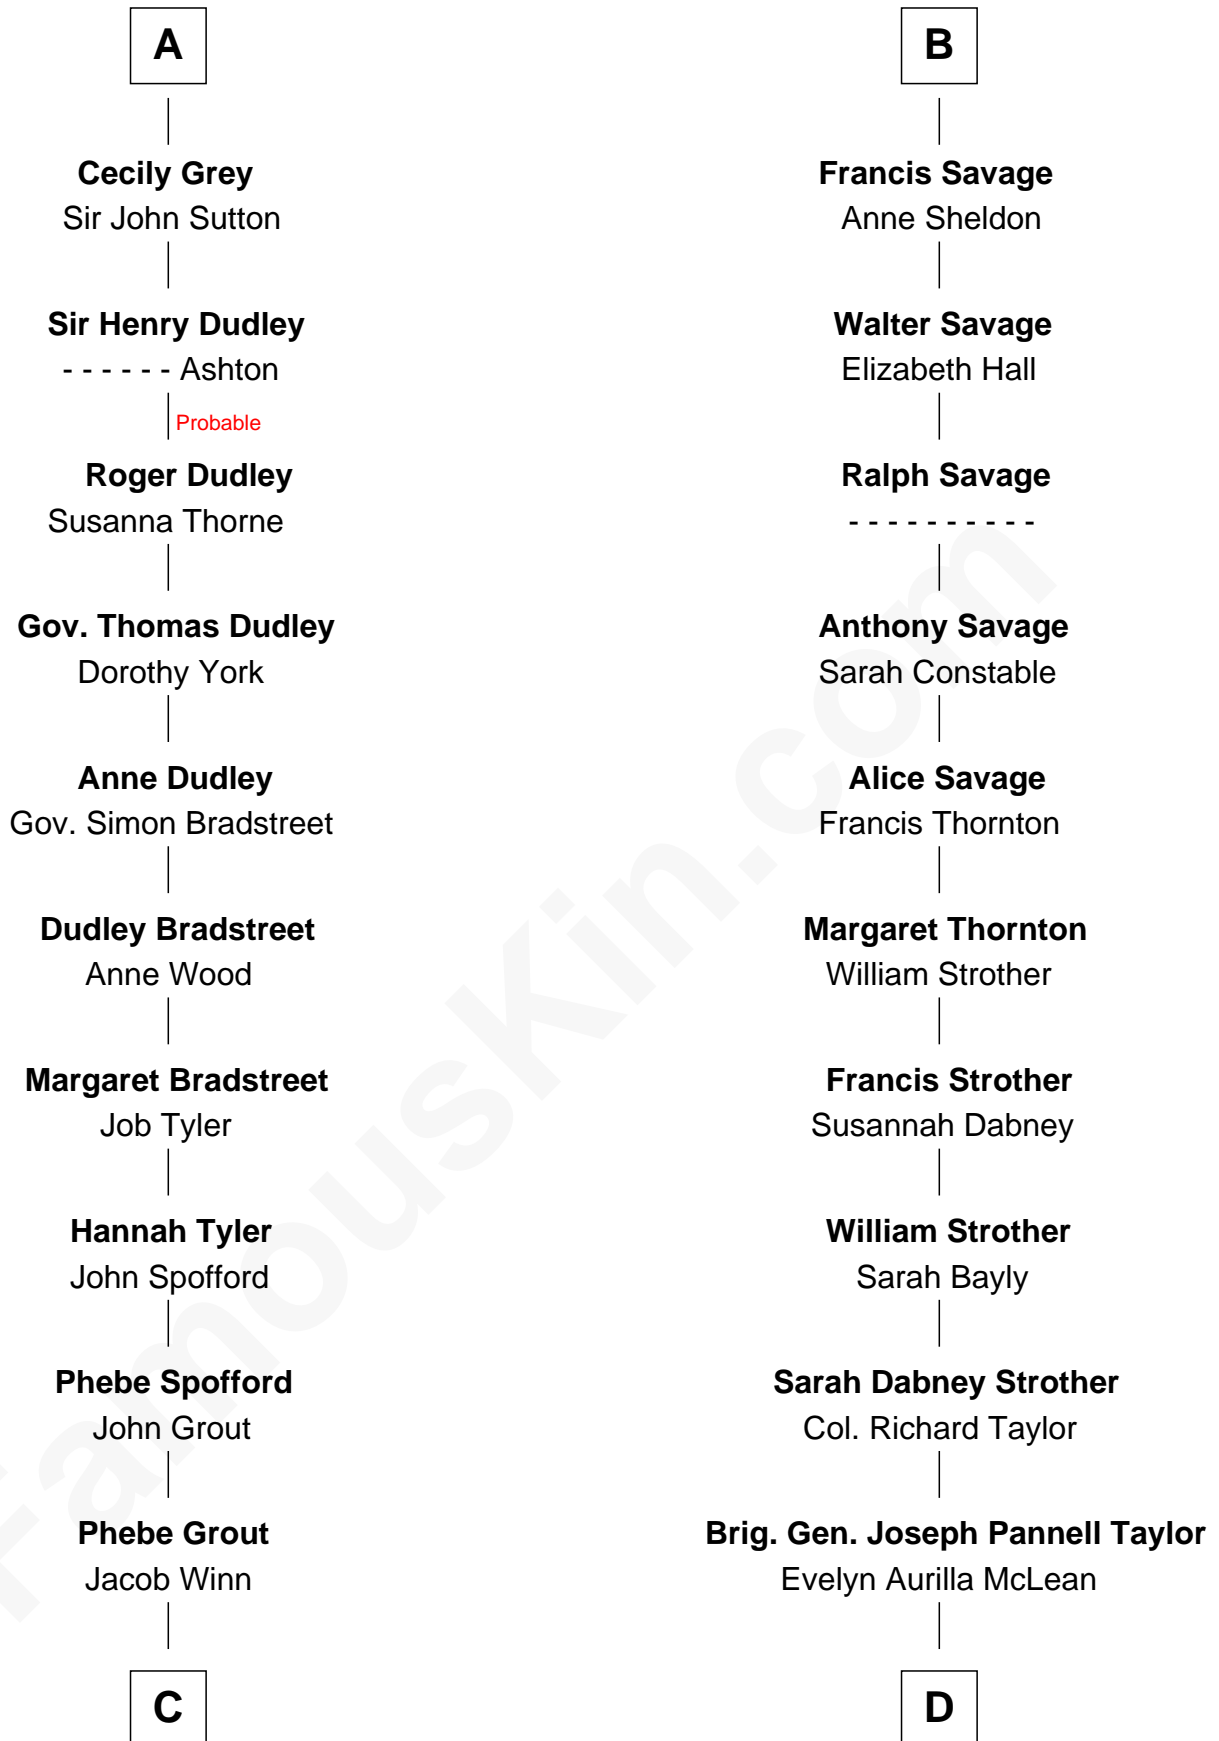 A
Cecily Grey
Sir John Sutton
Sir Henry Dudley
- - - - - - Ashton
Probable
Roger Dudley
Susanna Thorne
Gov. Thomas Dudley
Dorothy York
Anne Dudley
Gov. Simon Bradstreet
Dudley Bradstreet
Anne Wood
Margaret Bradstreet
Job Tyler
Hannah Tyler
John Spofford
Phebe Spofford
John Grout
Phebe Grout
Jacob Winn
C
B
Francis Savage
Anne Sheldon
Walter Savage
Elizabeth Hall
Ralph Savage
- - - - - - - - - -
Anthony Savage
Sarah Constable
Alice Savage
Francis Thornton
Margaret Thornton
William Strother
Francis Strother
Susannah Dabney
William Strother
Sarah Bayly
Sarah Dabney Strother
Col. Richard Taylor
Brig. Gen. Joseph Pannell Taylor
Evelyn Aurilla McLean
D
FamousKin.com